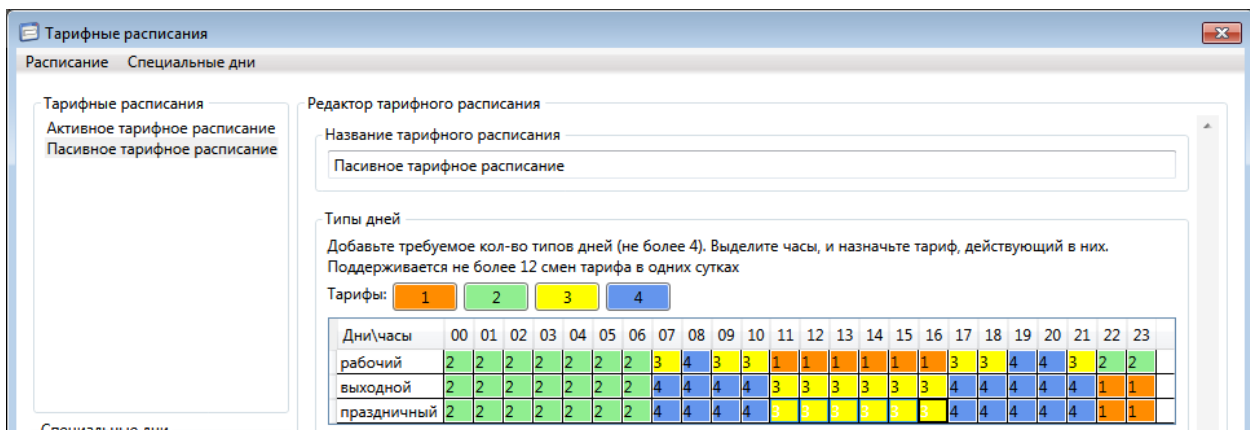 Тарифные расписания
Расписание Специальные дни
Тарифные расписания
Активное тарифное расписание
Пасивное тарифное расписание
Редактор тарифного расписания
Название тарифного расписания
Пасивное тарифное расписание
Типы дней
Добавьте требуемое кол-во типов дней (не более 4). Выделите часы, и назначьте тариф, действующий в них.
Поддерживается не более 12 смен тарифа в одних сутках
Тарифы: 1 2 3 4
Дни\часы 00 01 02 03 04 05 06 07 08 09 10 11 12 13 14 15 16 17 18 19 20 21 22 23
рабочий 2 2 2 2 2 2 2 3 4 3 3 1 1 1 1 1 1 3 3 4 4 3 2 2
выходной 2 2 2 2 2 2 2 4 4 4 4 3 3 3 3 3 3 4 4 4 4 4 1 1
праздничный 2 2 2 2 2 2 2 4 4 4 4 3 3 3 3 3 3 4 4 4 4 4 1 1
Специальные дни